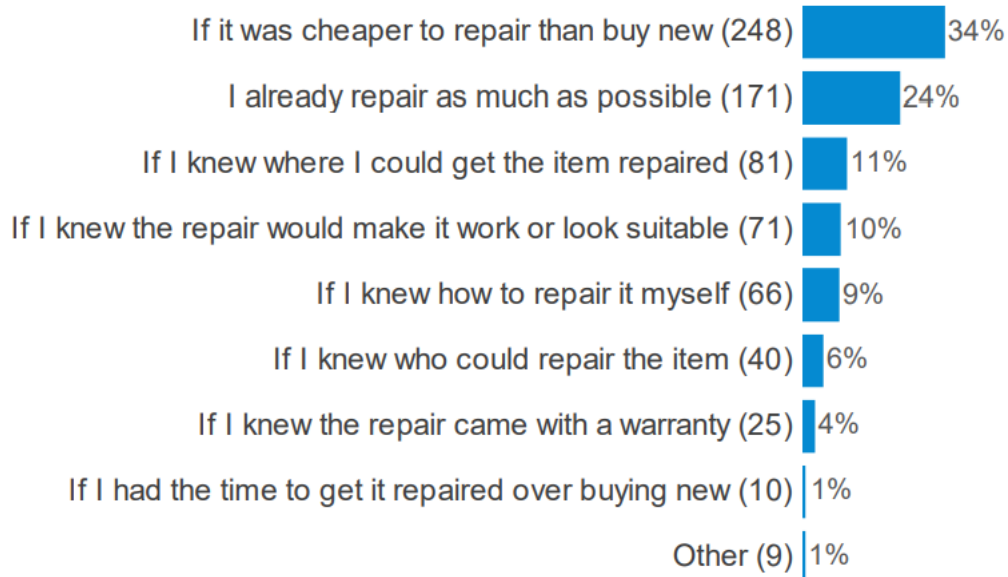 If it was cheaper to repair than buy new (248) 34%
I already repair as much as possible (171) 24%
If I knew where I could get the item repaired (81) 11%
If I knew the repair would make it work or look suitable (71) 10%
If I knew how to repair it myself (66) 9%
If I knew who could repair the item (40) 6%
If I knew the repair came with a warranty (25) 4%
If I had the time to get it repaired over buying new (10) 1%
Other (9) 1%